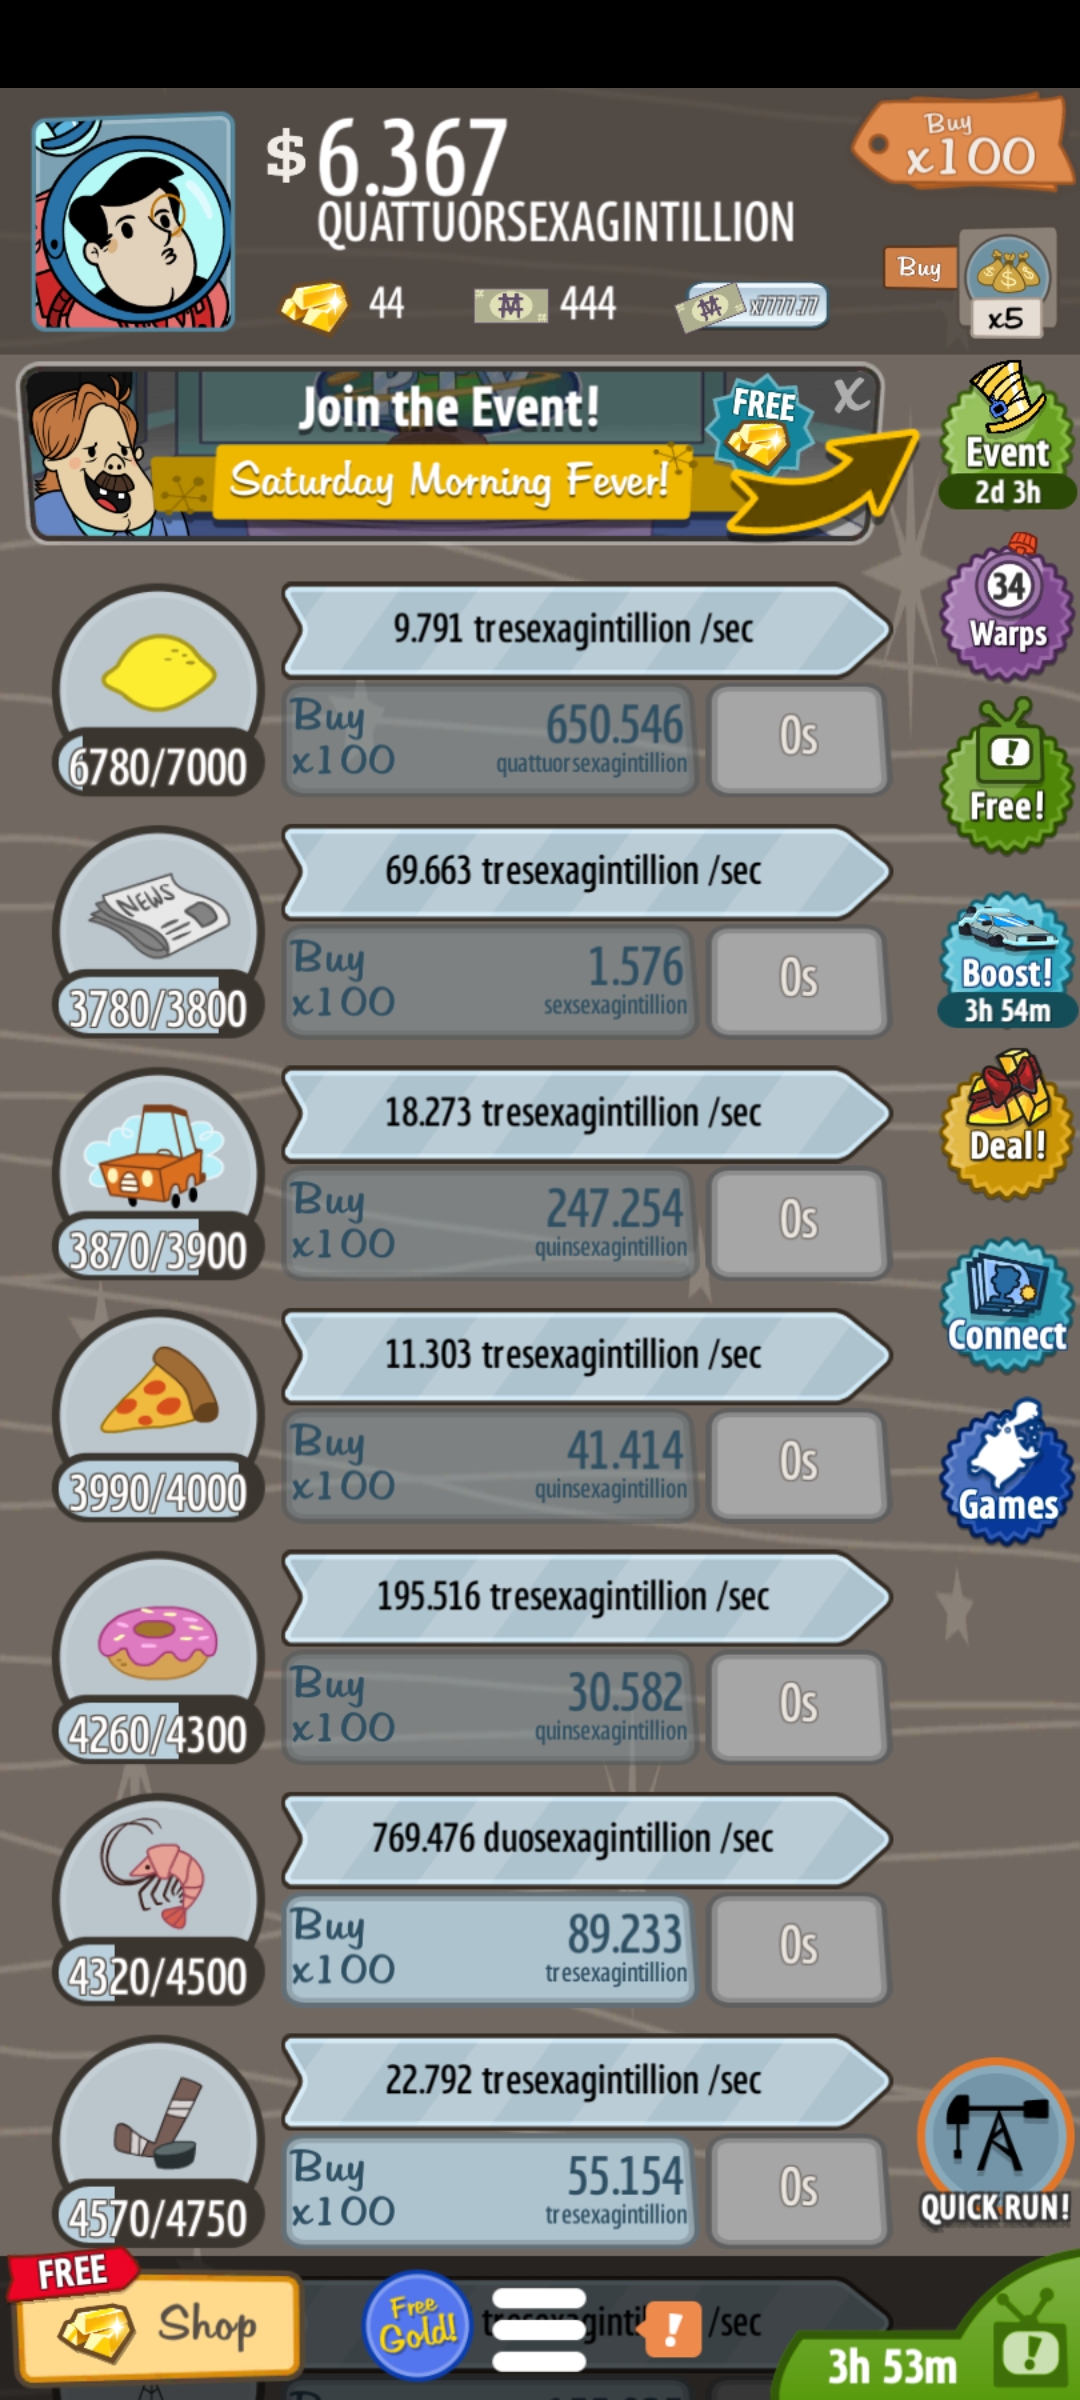 $6.367
QUATTUORSEXAGINTILLION
Buy
x100
44
444
x7777.77
Buy
x5
Join the Event!
Saturday Morning Fever!
FREE
X
Event
2d 3h
34
Warps
Free!
Boost!
3h 54m
Deal!
Connect
Games
9.791 tresexagintillion /sec
6780/7000
Buy
x100
650.546
quattuorsexagintillion
0s
NEWS
69.663 tresexagintillion /sec
3780/3800
Buy
x100
1.576
sexsexagintillion
0s
18.273 tresexagintillion /sec
3870/3900
Buy
x100
247.254
quinsexagintillion
0s
11.303 tresexagintillion /sec
3990/4000
Buy
x100
41.414
quinsexagintillion
0s
195.516 tresexagintillion /sec
4260/4300
Buy
x100
30.582
quinsexagintillion
0s
769.476 duosexagintillion /sec
4320/4500
Buy
x100
89.233
tresexagintillion
0s
22.792 tresexagintillion /sec
4570/4750
Buy
x100
55.154
tresexagintillion
0s
QUICK RUN!
FREE
Shop
Free
Gold!
/sec
!
3h 53m
!